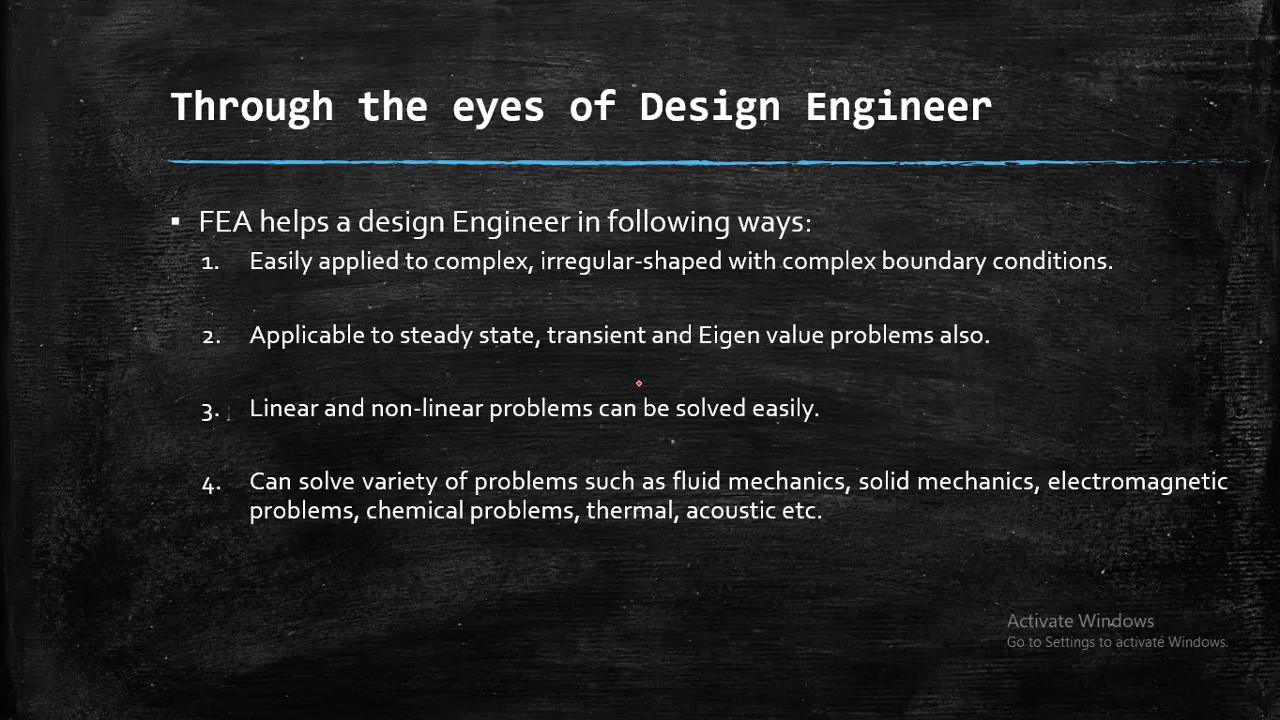 Through the eyes of Design Engineer
▪ FEA helps a design Engineer in following ways:
1. Easily applied to complex, irregular-shaped with complex boundary conditions.
2. Applicable to steady state, transient and Eigen value problems also.
3. Linear and non-linear problems can be solved easily.
4. Can solve variety of problems such as fluid mechanics, solid mechanics, electromagnetic
problems, chemical problems, thermal, acoustic etc.
Activate Windows
Go to Settings to activate Windows.